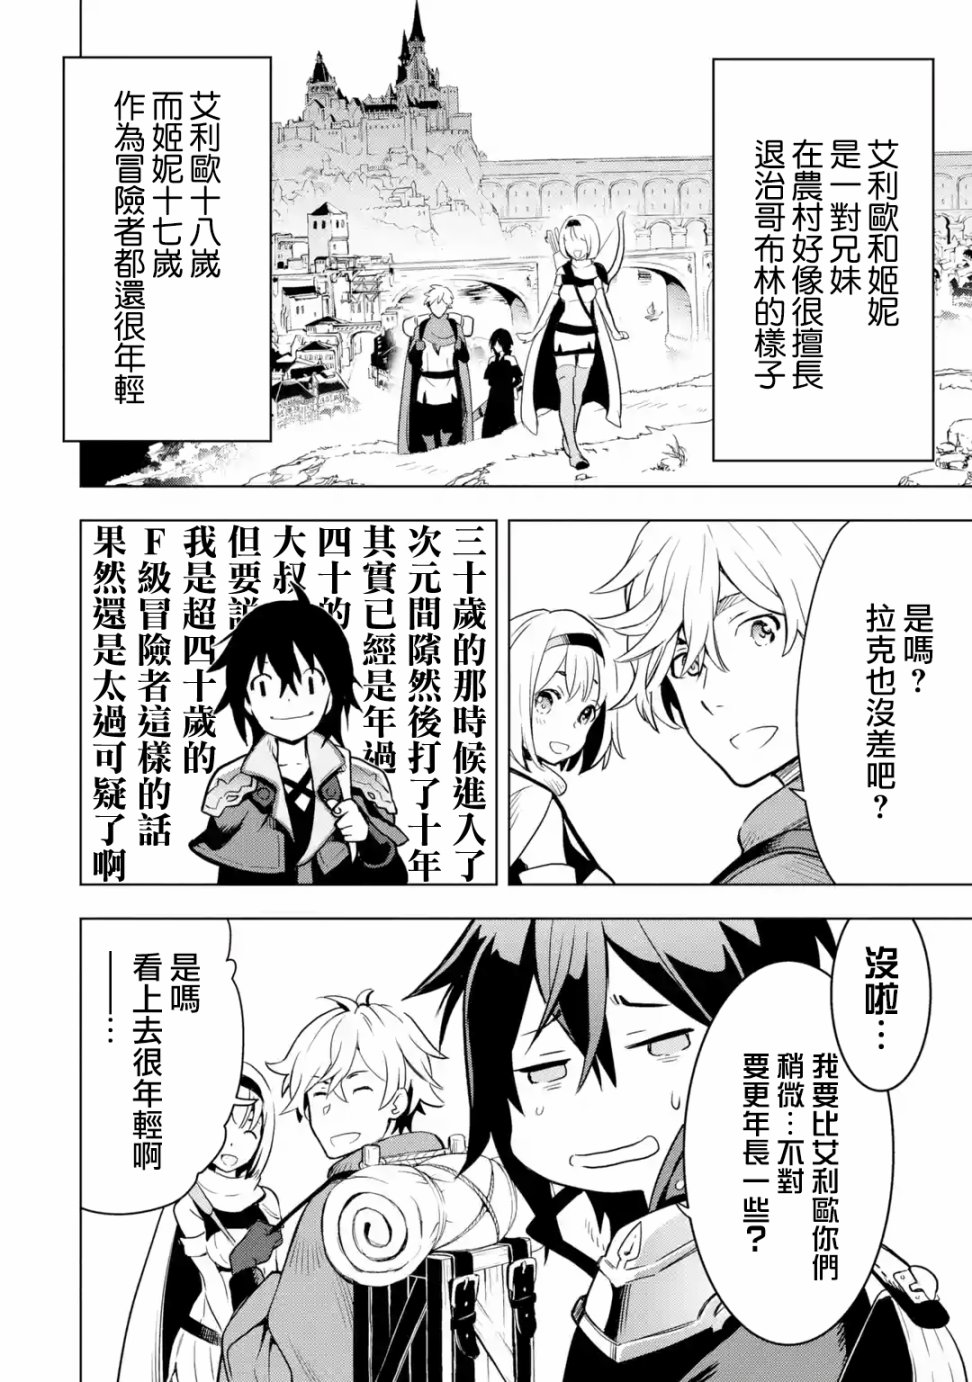 艾利歐和姬妮
是一對兄妹
在農村好像很擅長
退治哥布林的樣子
艾利歐十八歲
而姬妮十七歲
作為冒險者都還很年輕
是嗎？
拉克也沒差吧？
三十歲的那時候進入了
次元間隙然後打了十年
其實已經是年過
四十的
大叔
但要說
我是超四十歲的
F級冒險者這樣的話
果然還是太過可疑了啊
沒啦…
我要比艾利歐你們
稍微…不對
要更年長一些？
是嗎
看上去很年輕啊
——…